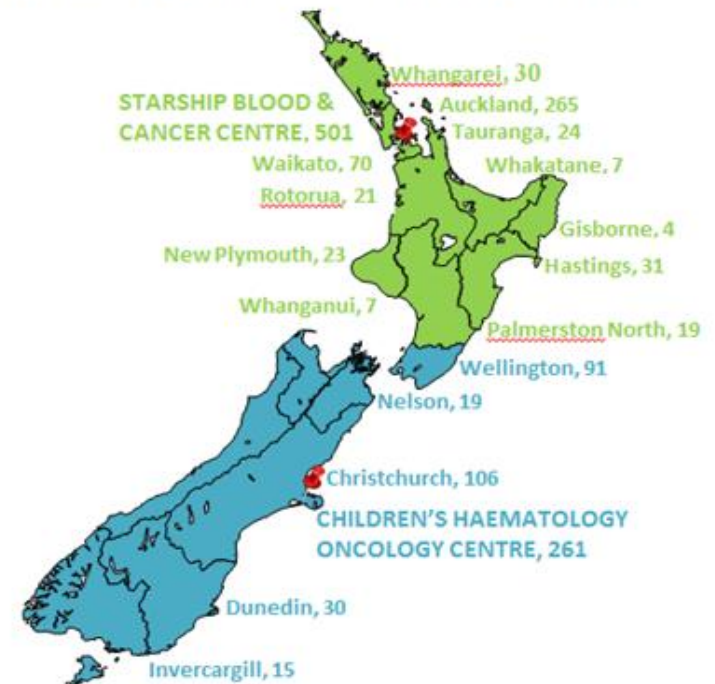 Whangarei, 30
STARSHIP BLOOD &
CANCER CENTRE, 501
Auckland, 265
Tauranga, 24
Waikato, 70
Whakatane, 7
Rotorua, 21
Gisborne, 4
New Plymouth, 23
Hastings, 31
Whanganui, 7
Palmerston North, 19
Wellington, 91
Nelson, 19
Christchurch, 106
CHILDREN'S HAEMATOLOGY
ONCOLOGY CENTRE, 261
Dunedin, 30
Invercargill, 15